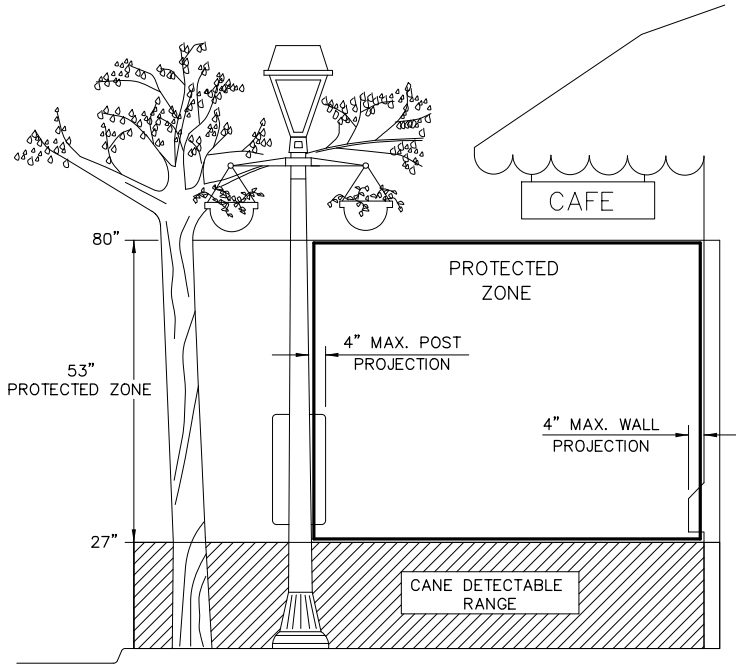 CAFE
80”
PROTECTED
ZONE
4” MAX. POST
PROJECTION
53”
PROTECTED ZONE
4” MAX. WALL
PROJECTION
27”
CANE DETECTABLE
RANGE